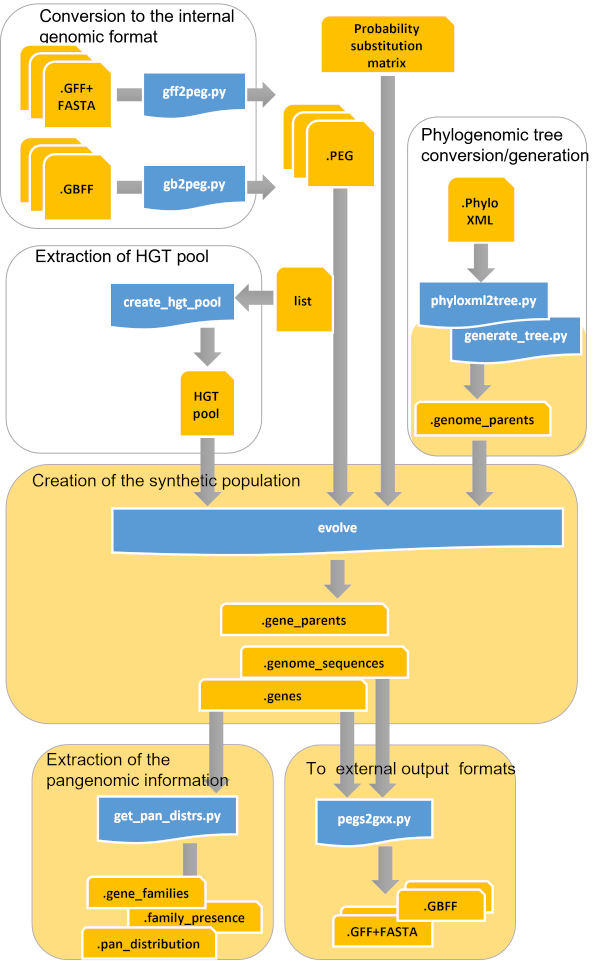 Conversion to the internal
genomic format
.GFF+
FASTA
gff2peg.py
.GBFF
gb2peg.py
Probability
substitution
matrix
.PEG
Phylogenomic tree
conversion/generation
.Phylo
XML
phyloxml2tree.py
generate_tree.py
.genome_parents
Extraction of HGT pool
create_hgt_pool
list
HGT
pool
Creation of the synthetic population
evolve
.gene_parents
.genome_sequences
.genes
Extraction of the
pangenomic information
get_pan_distrs.py
.gene_families
.family_presence
.pan_distribution
To external output formats
pegs2gxx.py
.GBFF
.GFF+FASTA